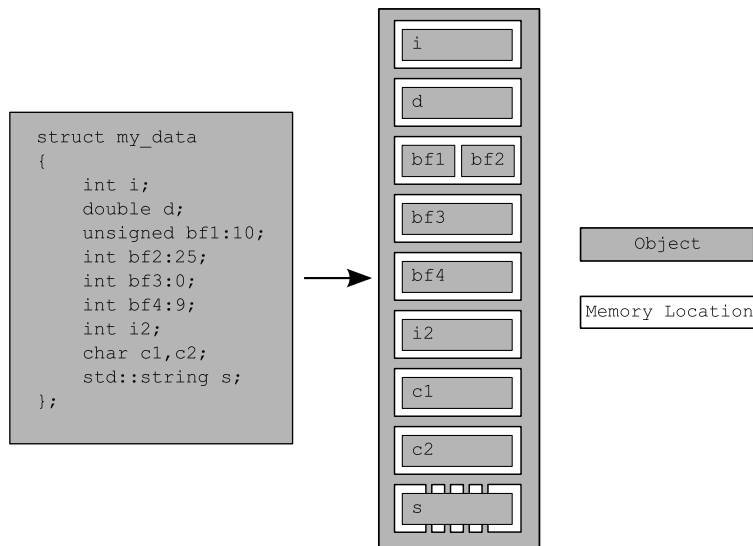 struct my_data
{
    int i;
    double d;
    unsigned bf1:10;
    int bf2:25;
    int bf3:0;
    int bf4:9;
    int i2;
    char c1,c2;
    std::string s;
};
i
d
bf1 bf2
bf3
bf4
i2
c1
c2
s
Object
Memory Location